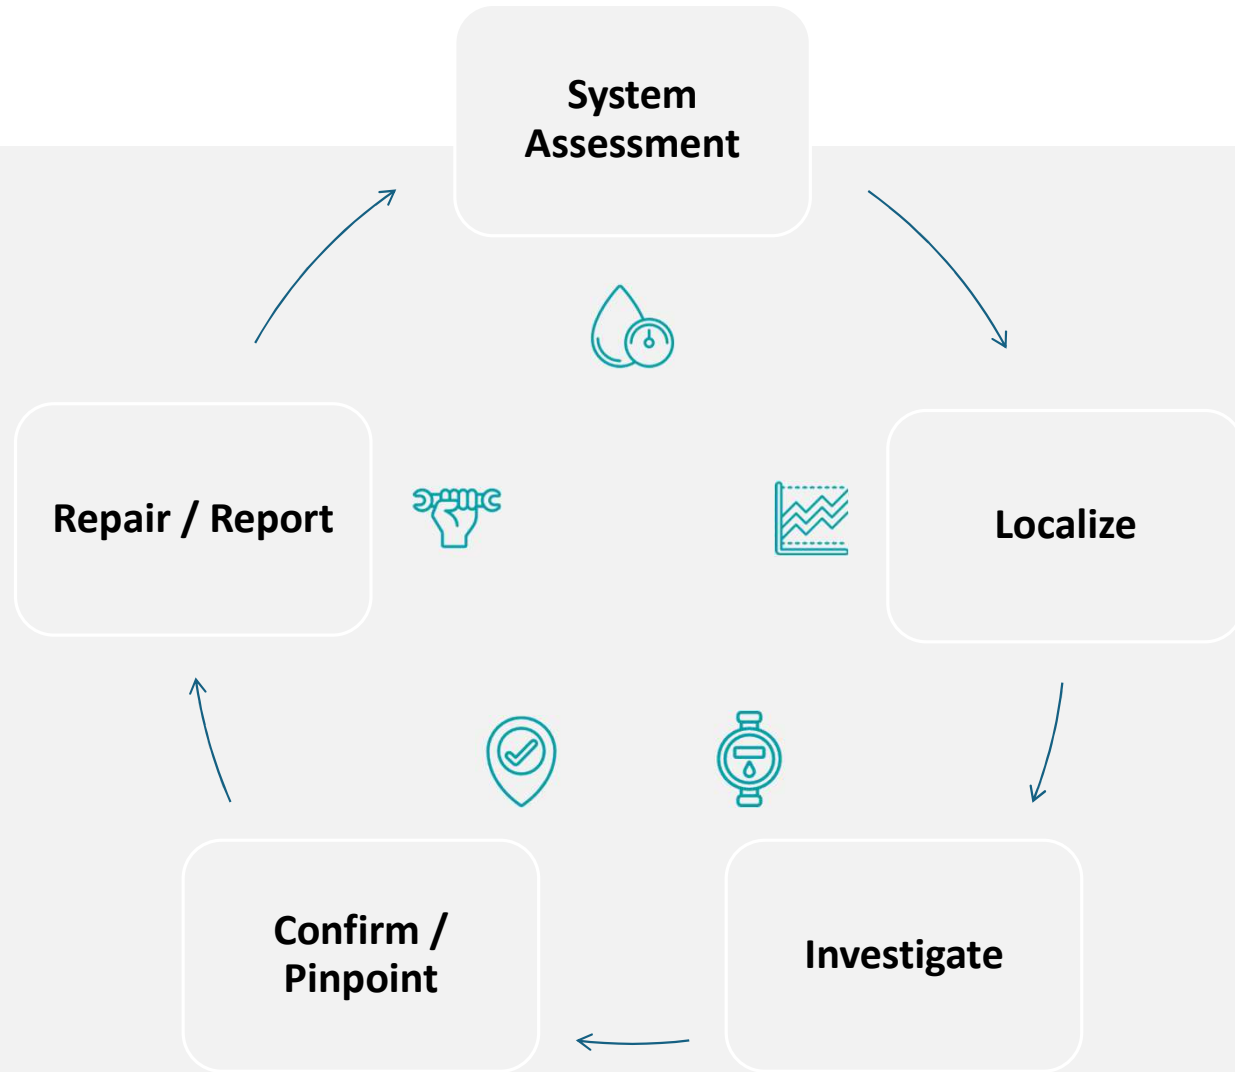 System
Assessment
Repair / Report
Localize
Confirm /
Pinpoint
Investigate